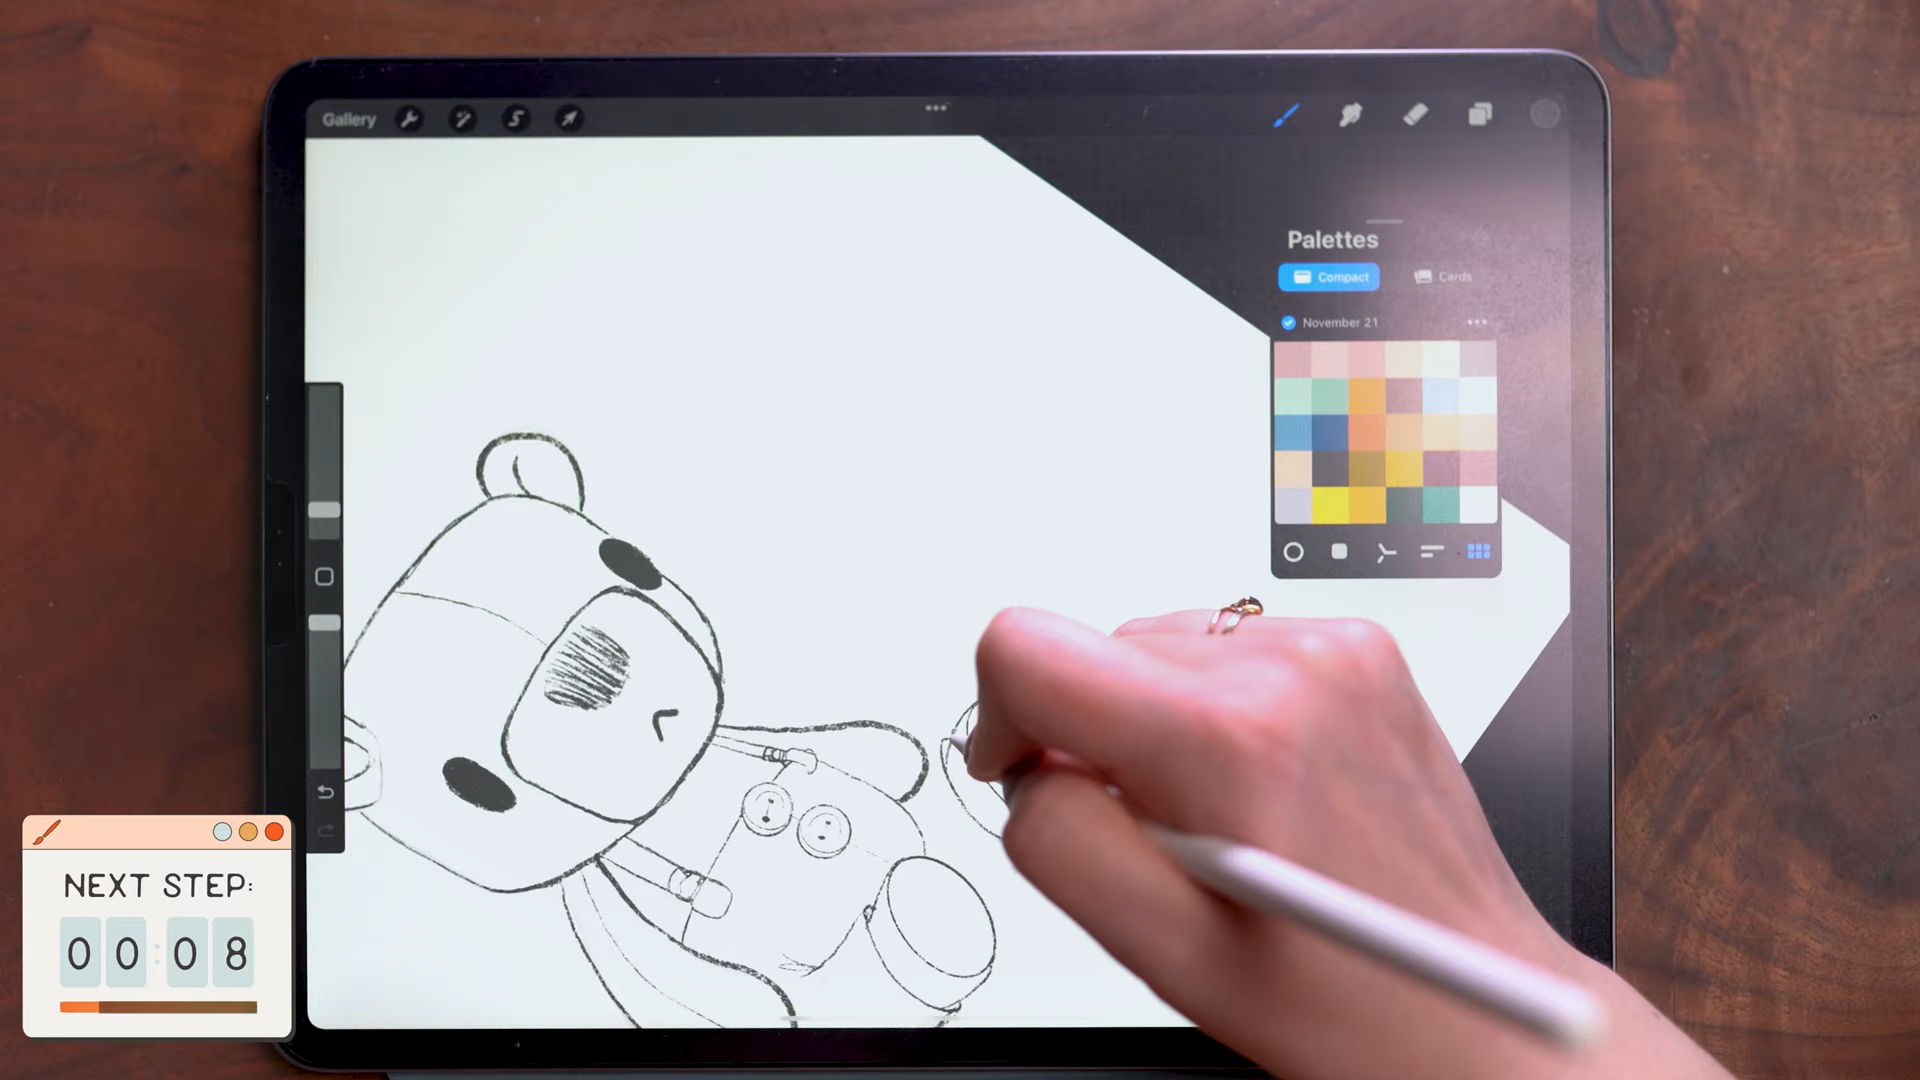 Gallery
Palettes
Compact
Cards
November 21
NEXT STEP:
00:08